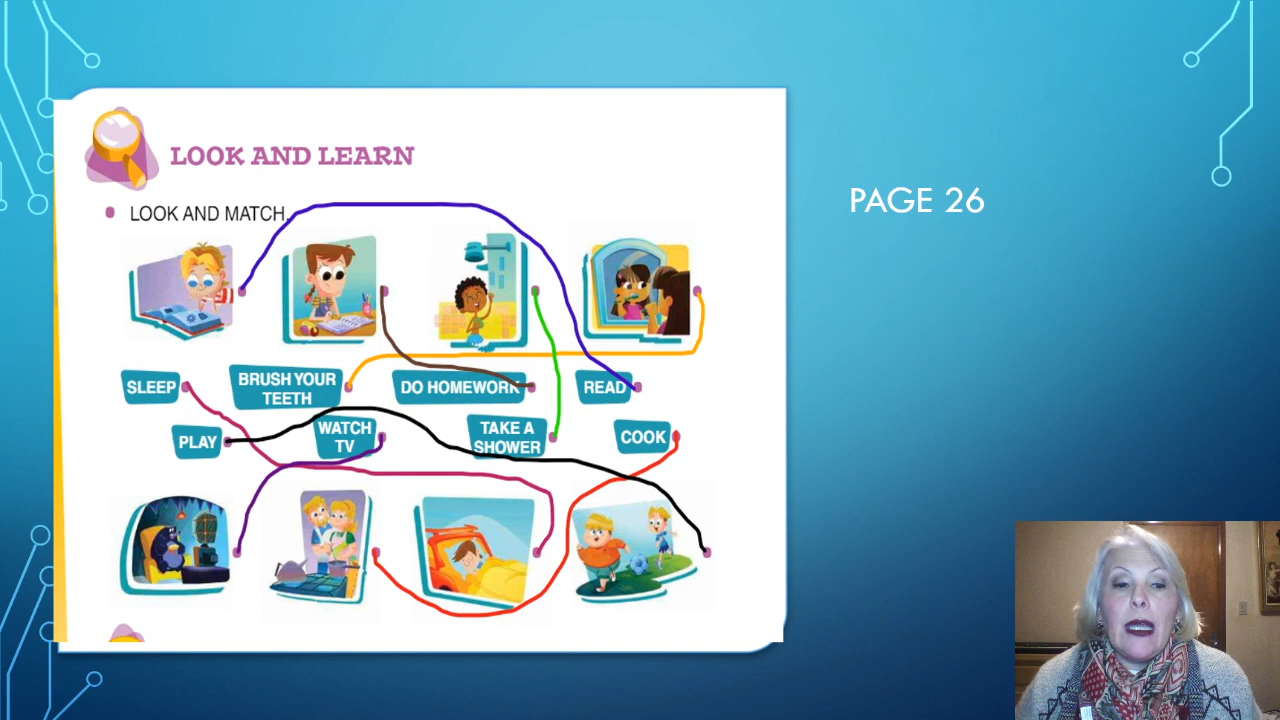 LOOK AND LEARN
LOOK AND MATCH.
SLEEP
BRUSH YOUR
TEETH
DO HOMEWORK
READ
PLAY
WATCH
TV
TAKE A
SHOWER
COOK
PAGE 26